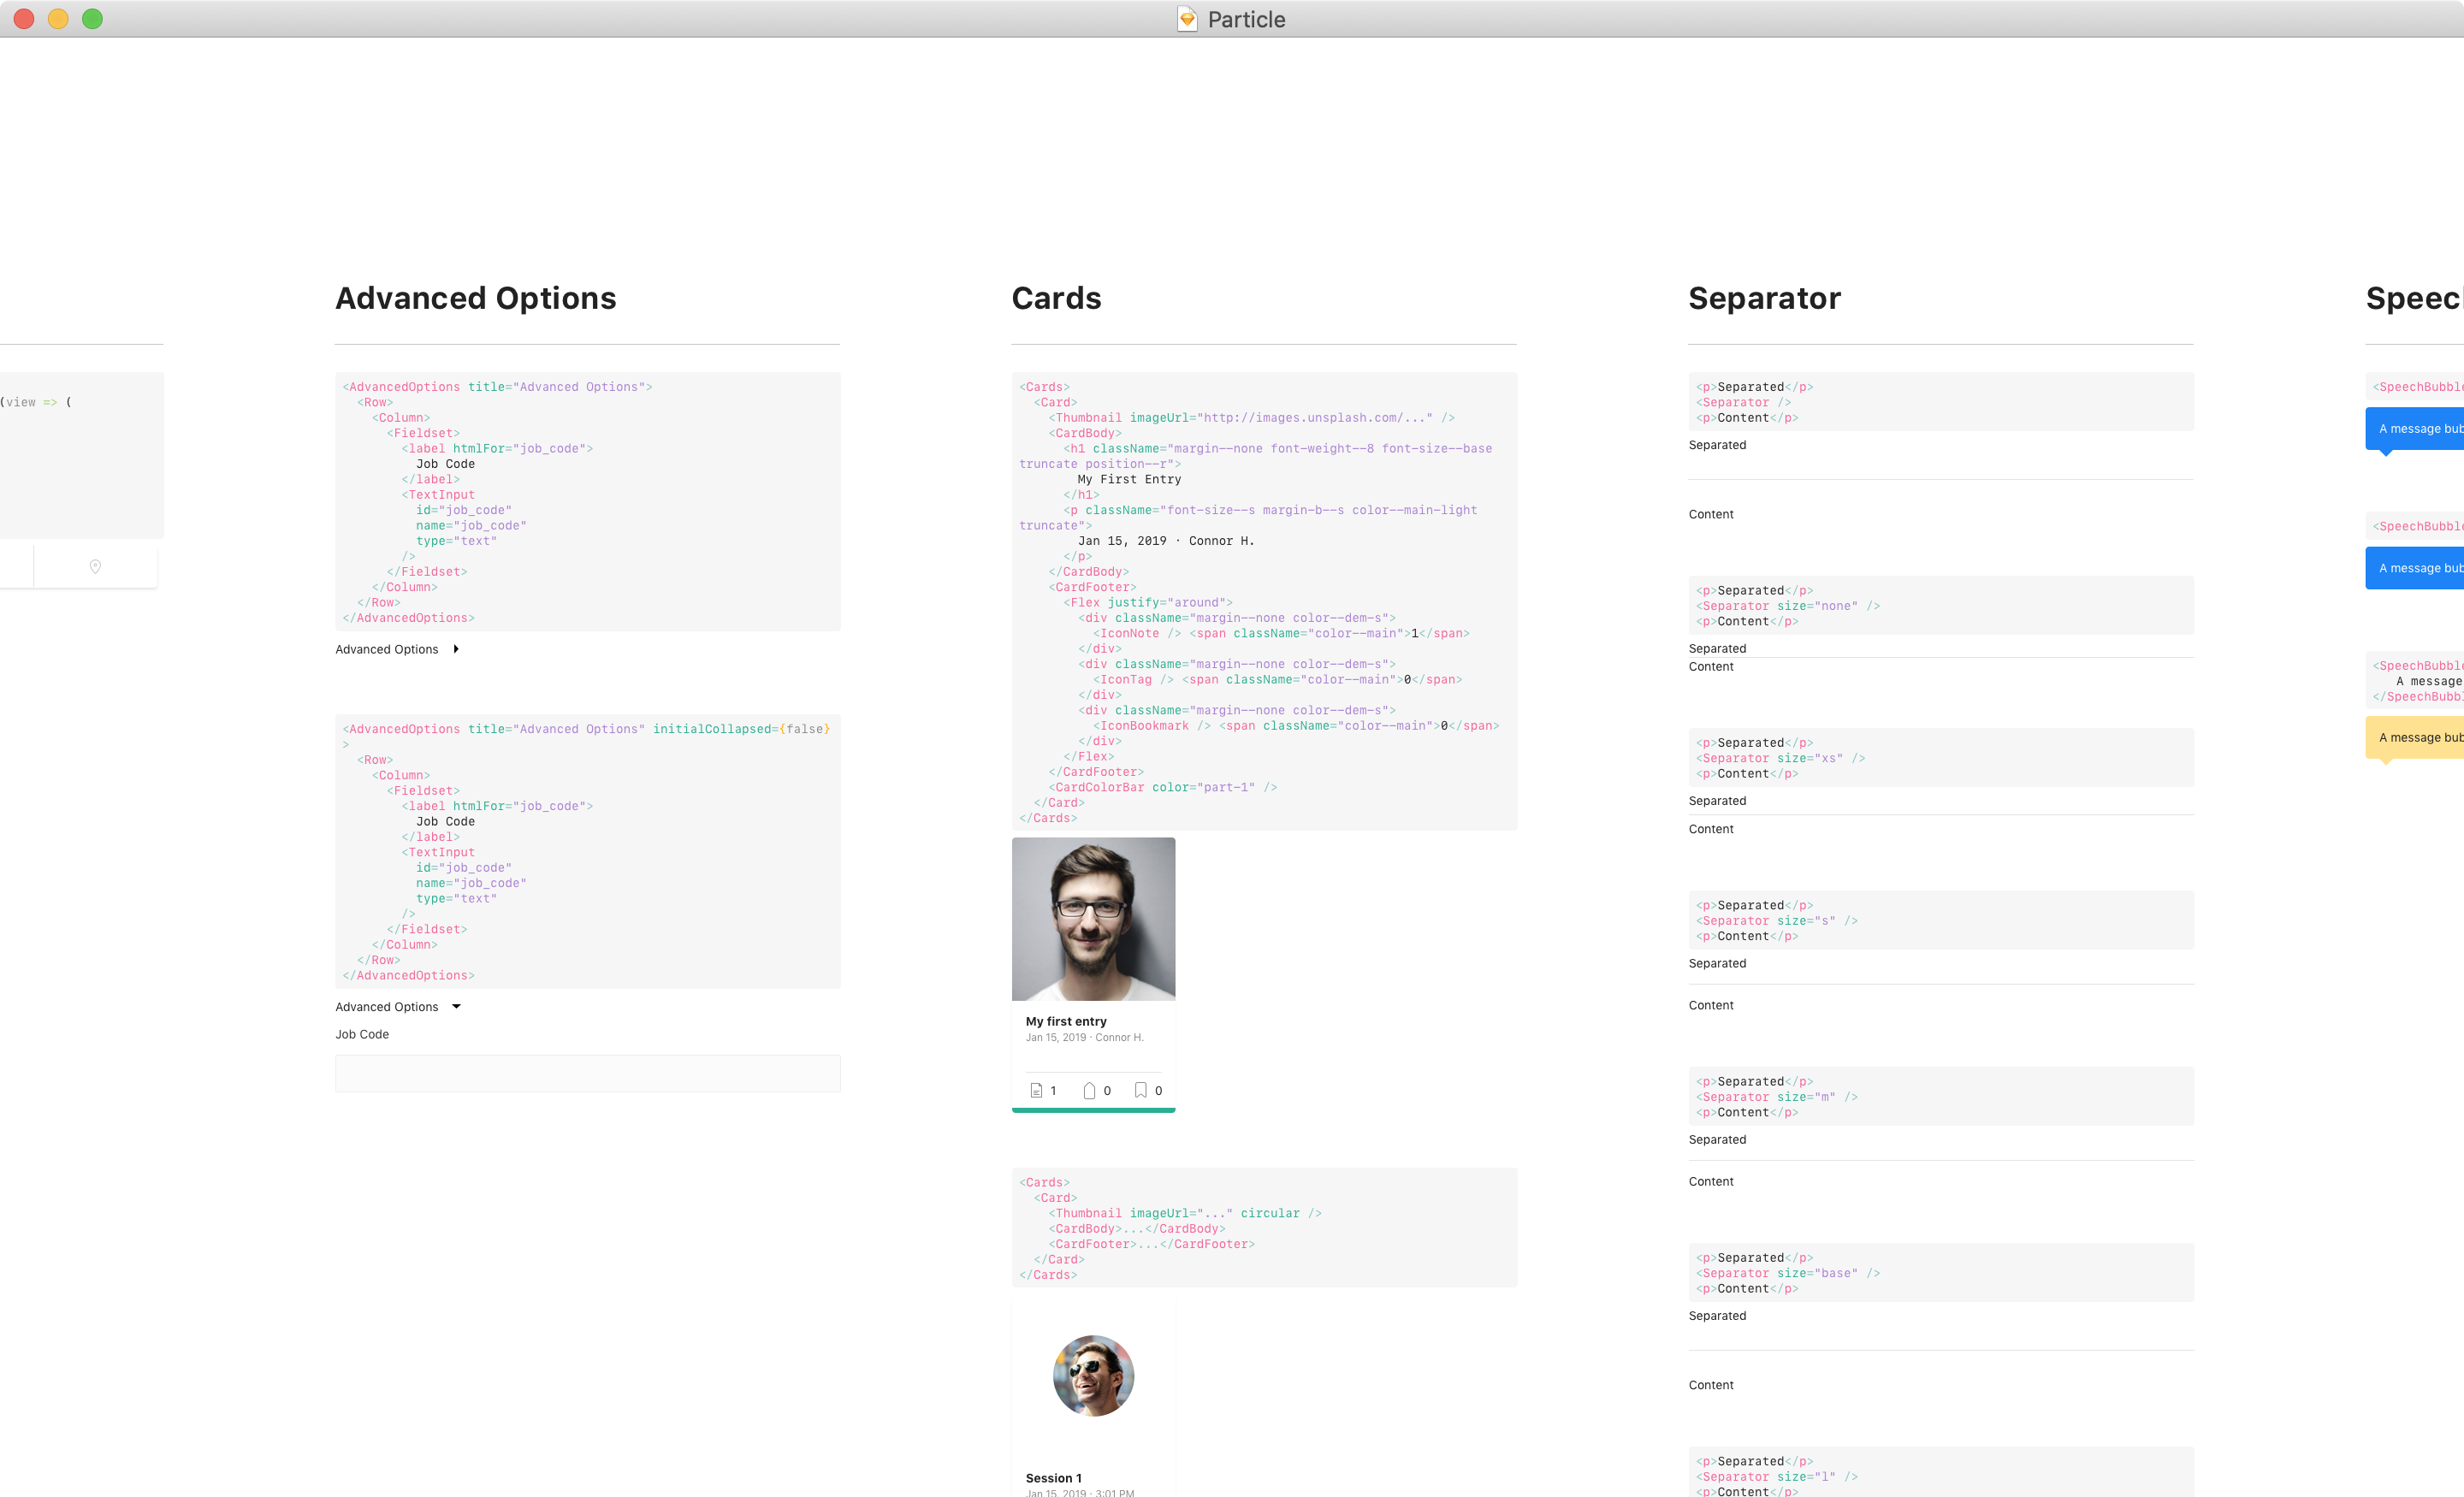 Particle
(view => (
Advanced Options
<AdvancedOptions title="Advanced Options">
<Row>
<Column>
<Fieldset>
<label htmlFor="job_code">
Job Code
</label>
<TextInput
id="job_code"
name="job_code"
type="text"
/>
</Fieldset>
</Column>
</Row>
</AdvancedOptions>
Advanced Options
<AdvancedOptions title="Advanced Options" initialCollapsed={false}
>
<Row>
<Column>
<Fieldset>
<label htmlFor="job_code">
Job Code
</label>
<TextInput
id="job_code"
name="job_code"
type="text"
/>
</Fieldset>
</Column>
</Row>
</AdvancedOptions>
Advanced Options
Job Code
Cards
<Cards>
<Card>
<Thumbnail imageUrl="http://images.unsplash.com/..." />
<CardBody>
<h1 className="margin--none font-weight--8 font-size--base
truncate position--r">
My First Entry
</h1>
<p className="font-size--s margin-b--s color--main-light
truncate">
Jan 15, 2019 · Connor H.
</p>
</CardBody>
<CardFooter>
<Flex justify="around">
<div className="margin--none color--dem-s">
<IconNote /> <span className="color--main">1</span>
</div>
<div className="margin--none color--dem-s">
<IconTag /> <span className="color--main">0</span>
</div>
<div className="margin--none color--dem-s">
<IconBookmark /> <span className="color--main">0</span>
</div>
</Flex>
</CardFooter>
<CardColorBar color="part-1" />
</Card>
</Cards>
My first entry
Jan 15, 2019 · Connor H.
1 0 0
<Cards>
<Card>
<Thumbnail imageUrl="..." circular />
<CardBody>...</CardBody>
<CardFooter>...</CardFooter>
</Card>
</Cards>
Session 1
Jan 15, 2019 · 3:01 PM
Separator
<p>Separated</p>
<Separator />
<p>Content</p>
Separated
Content
<p>Separated</p>
<Separator size="none" />
<p>Content</p>
Separated
Content
<p>Separated</p>
<Separator size="xs" />
<p>Content</p>
Separated
Content
<p>Separated</p>
<Separator size="s" />
<p>Content</p>
Separated
Content
<p>Separated</p>
<Separator size="m" />
<p>Content</p>
Separated
Content
<p>Separated</p>
<Separator size="base" />
<p>Content</p>
Separated
Content
<p>Separated</p>
<Separator size="l" />
<p>Content</p>
Speec
<SpeechBubble
A message bub
<SpeechBubble
A message bub
<SpeechBubble
A message
</SpeechBubbl
A message bub